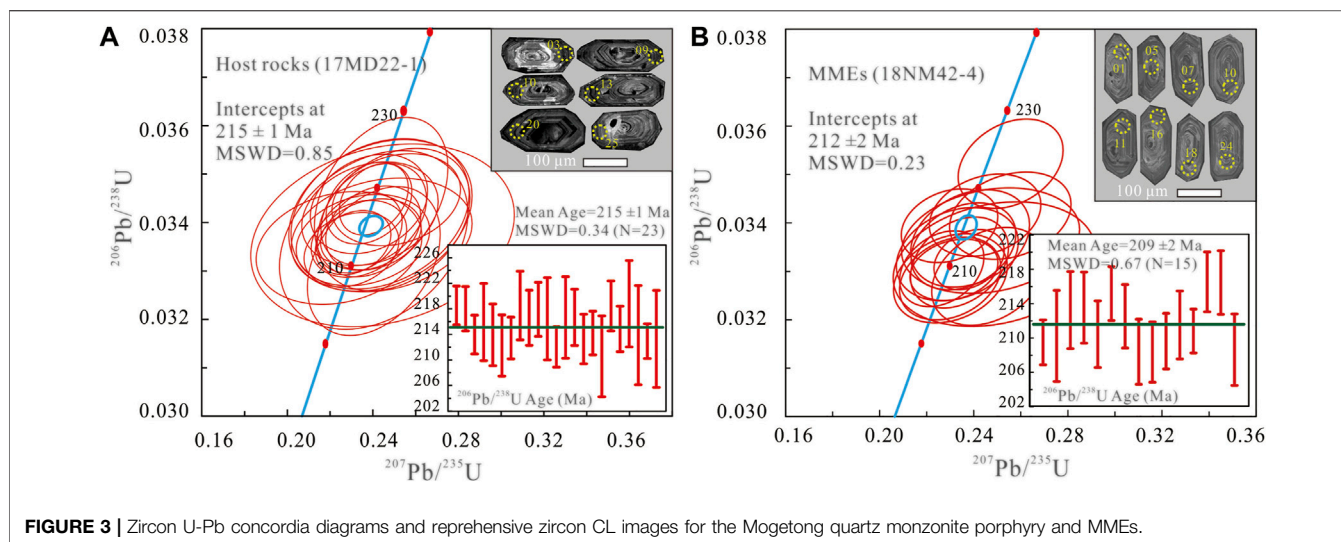 A
0.038
0.036
0.034
0.032
0.030
²⁰⁶Pb/²³⁸U
Host rocks (17MD22-1)
Intercepts at
215 ± 1 Ma
MSWD=0.85
230
210
03
09
10
13
20
25
100 µm
Mean Age=215 ±1 Ma
MSWD=0.34 (N=23)
226
222
218
214
210
206
202
²⁰⁶Pb/²³⁸U Age (Ma)
0.16 0.20 0.24 0.28 0.32 0.36
²⁰⁷Pb/²³⁵U
B
0.038
0.036
0.034
0.032
0.030
²⁰⁶Pb/²³⁸U
MMEs (18NM42-4)
Intercepts at
212 ±2 Ma
MSWD=0.23
230
210
01
05
07
10
11
16
18
24
100 µm
Mean Age=209 ±2 Ma
MSWD=0.67 (N=15)
222
218
214
210
206
202
²⁰⁶Pb/²³⁸U Age (Ma)
0.16 0.20 0.24 0.28 0.32 0.36
²⁰⁷Pb/²³⁵U
FIGURE 3 | Zircon U-Pb concordia diagrams and reprehensive zircon CL images for the Mogetong quartz monzonite porphyry and MMEs.